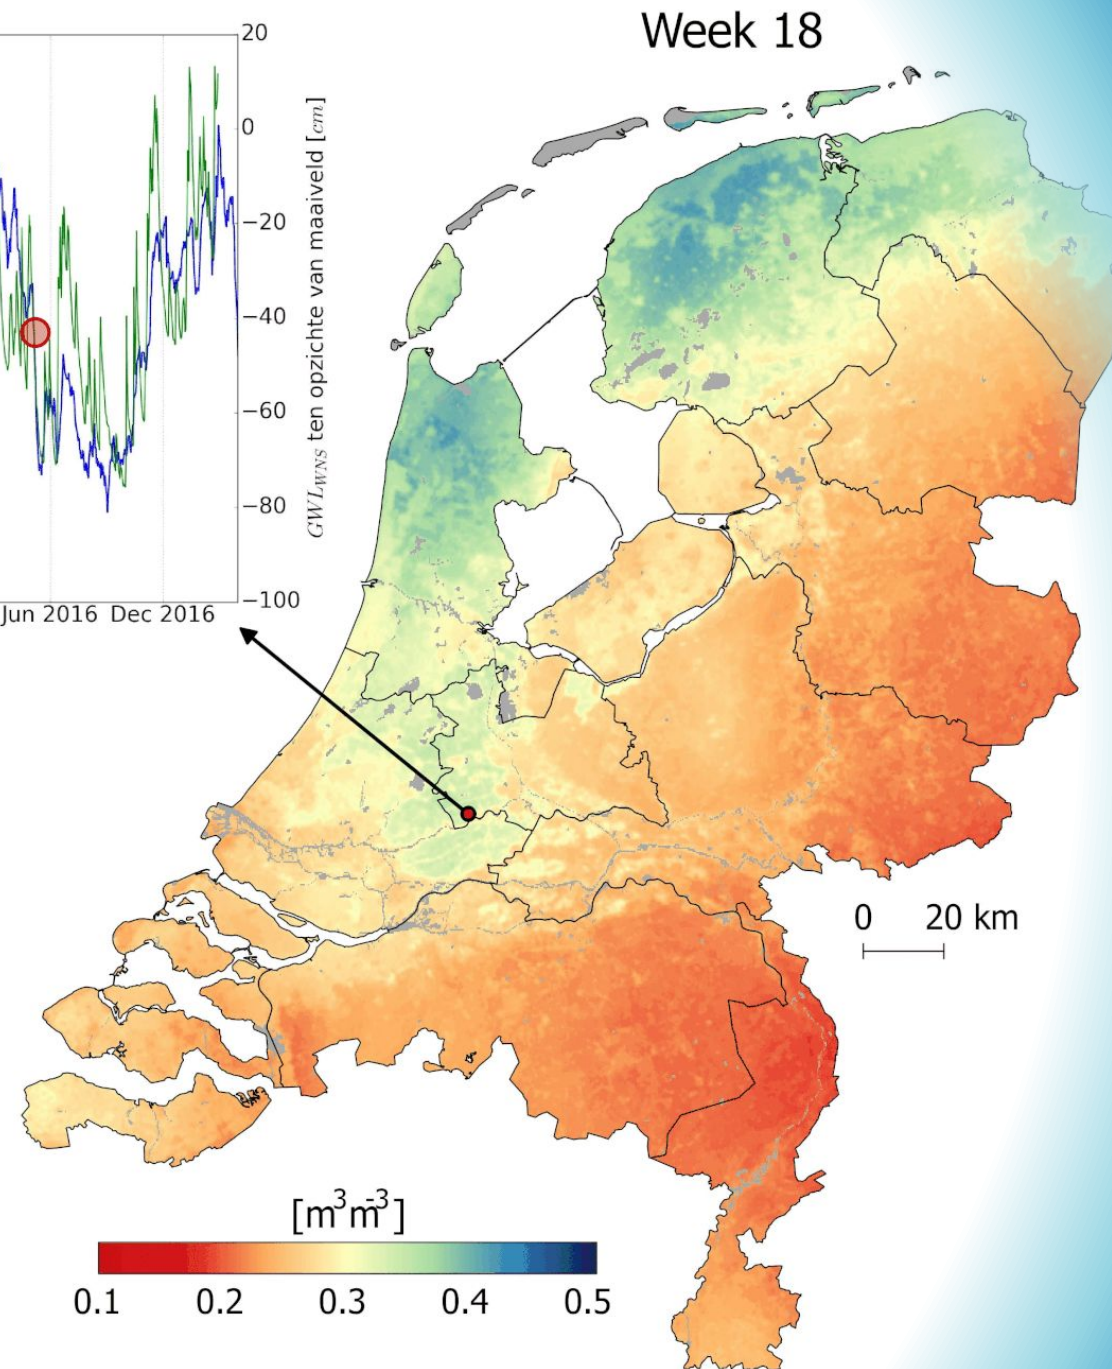 Week 18
20
0
−20
−40
−60
−80
−100
GWL_WNS ten opzichte van maaiveld [cm]
Jun 2016 Dec 2016
0 20 km
[m³m⁻³]
0.1 0.2 0.3 0.4 0.5